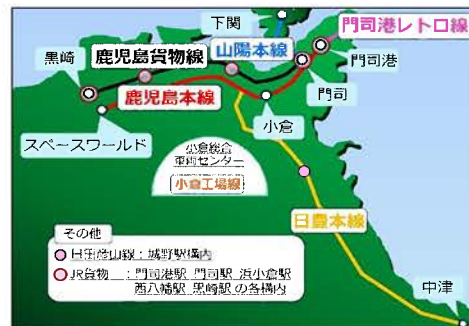 下関
門司港レトロ線
山陽本線
鹿児島貨物線
黒崎
門司港
門司
鹿児島本線
小倉
スペースワールド
小倉総合
車両センター
小倉工場線
日豊本線
その他
日田彦山線：城野駅構内
JR貨物　：門司港駅 門司駅 浜小倉駅
西八幡駅 黒崎駅 の各構内
中津